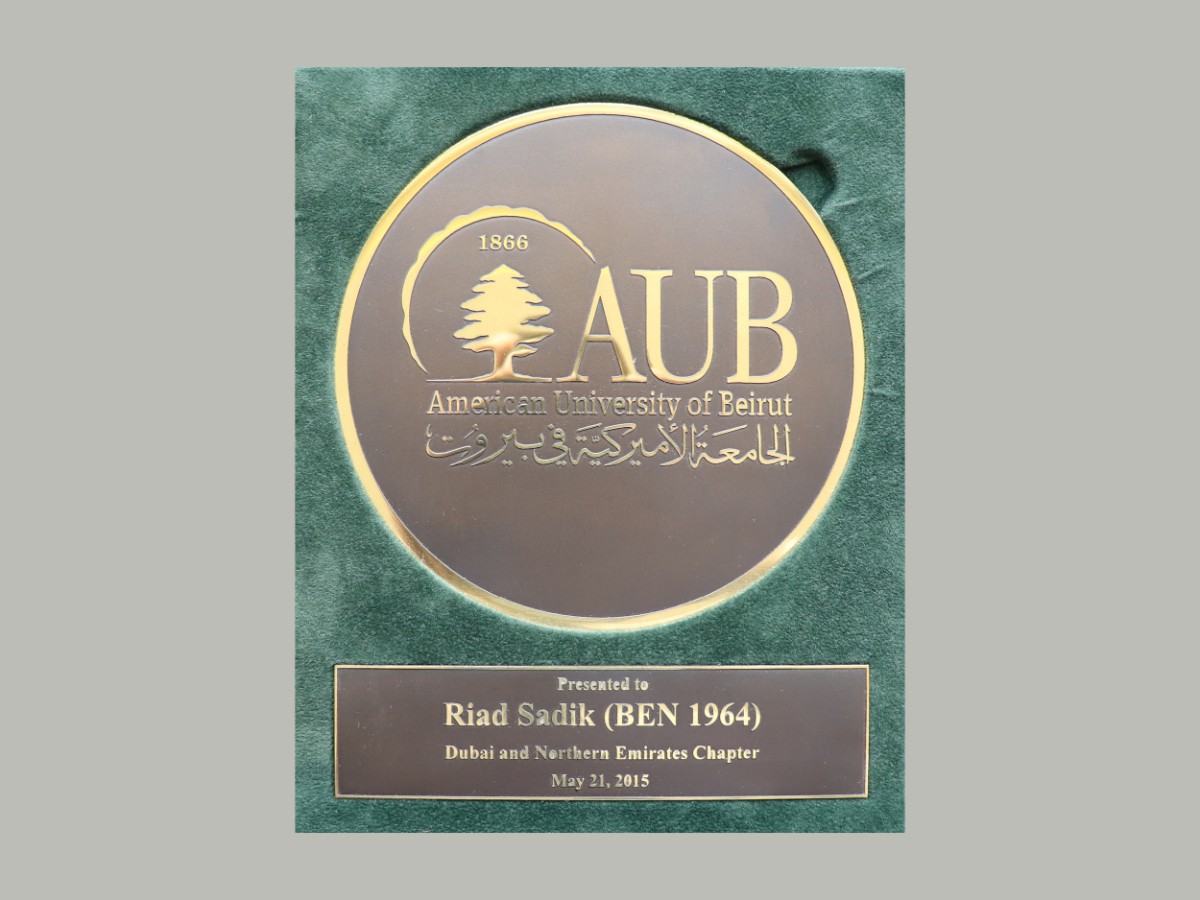 1866
AUB
American University of Beirut
الجامعة الأميركيّة في بيروت
Presented to
Riad Sadik (BEN 1964)
Dubai and Northern Emirates Chapter
May 21, 2015